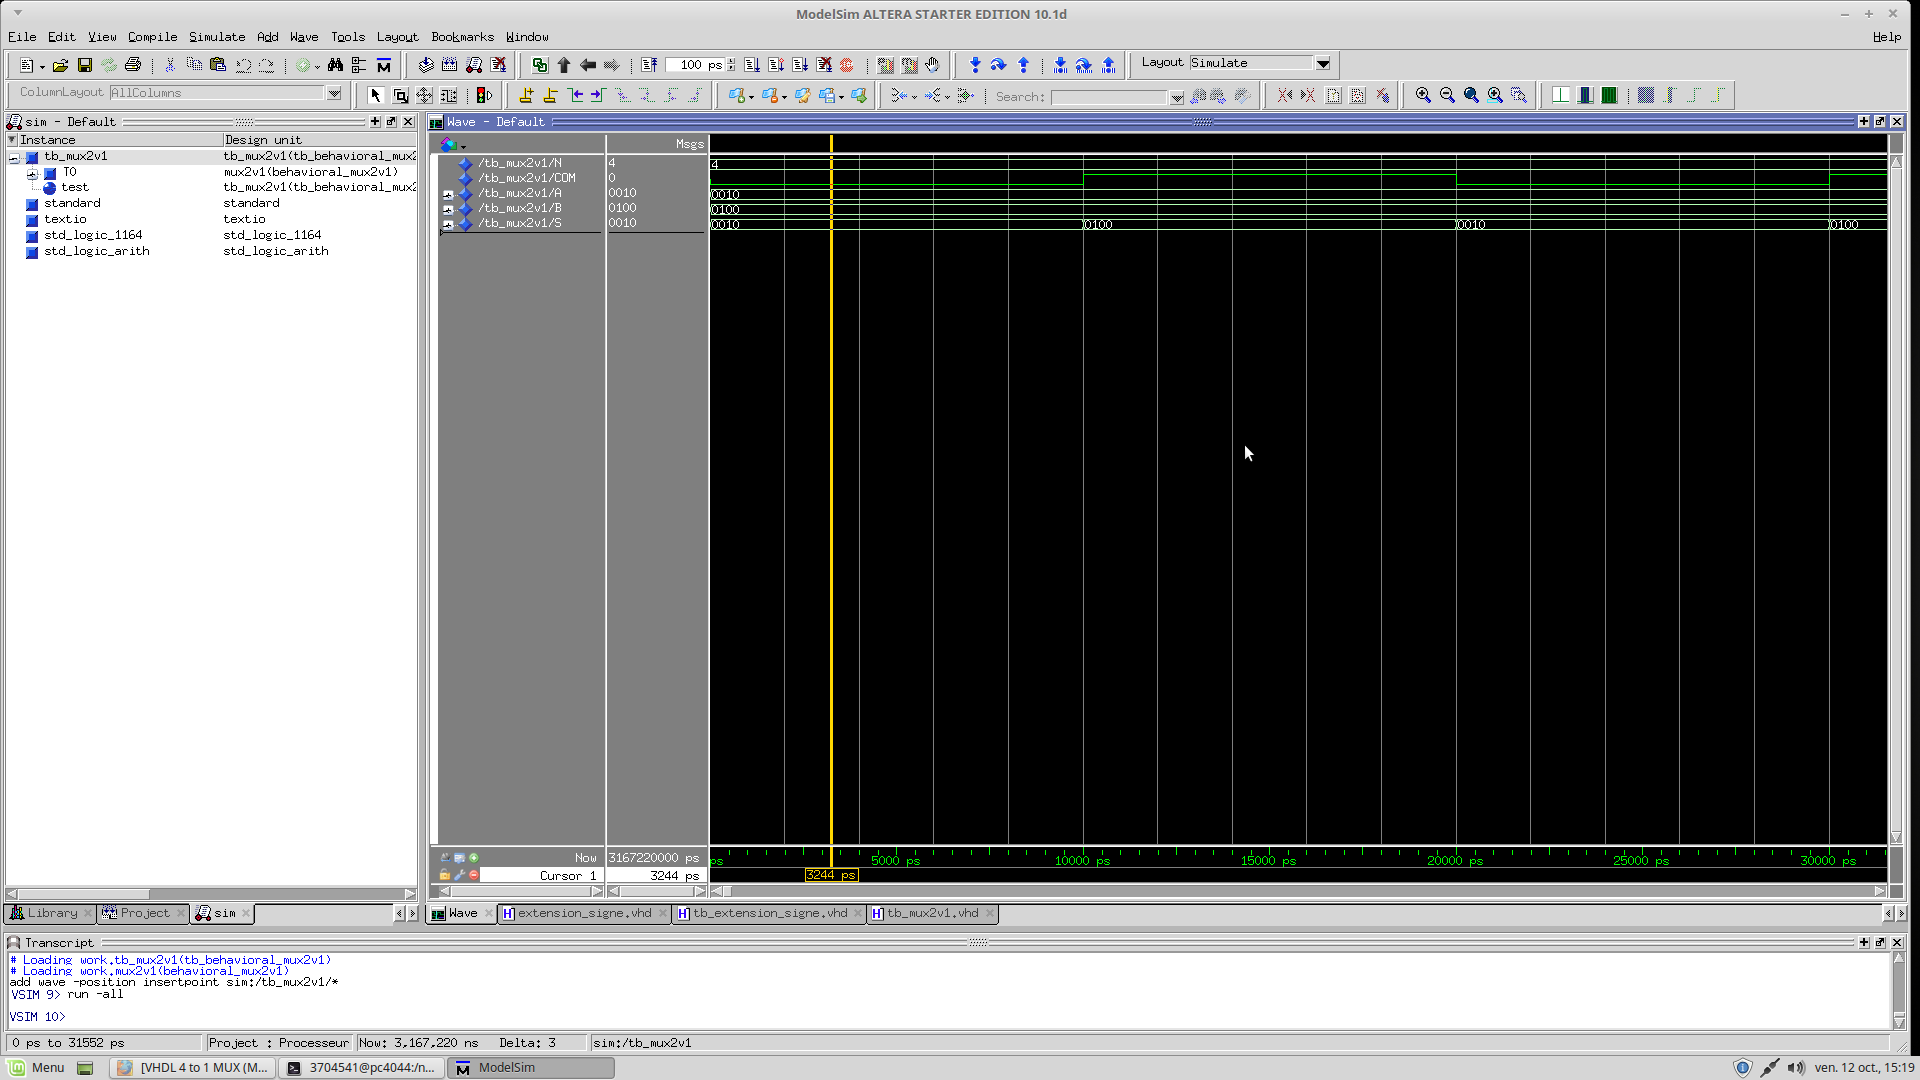 ModelSim ALTERA STARTER EDITION 10.1d
File Edit View Compile Simulate Add Wave Tools Layout Bookmarks Window Help
100 ps Layout Simulate
ColumnLayout AllColumns Search:
sim - Default
Instance Design unit
tb_mux2v1 tb_mux2v1(tb_behavioral_mux2
T0 mux2v1(behavioral_mux2v1)
test tb_mux2v1(tb_behavioral_mux2
standard standard
textio textio
std_logic_1164 std_logic_1164
std_logic_arith std_logic_arith
Wave - Default
Msgs
/tb_mux2v1/N 4 4
/tb_mux2v1/COM 0
/tb_mux2v1/A 0010 0010
/tb_mux2v1/B 0100 0100
/tb_mux2v1/S 0010 0010 0100 0010 0100
Now 3167220000 ps ps 5000 ps 10000 ps 15000 ps 20000 ps 25000 ps 30000 ps
Cursor 1 3244 ps 3244 ps
Library Project sim
Wave extension_signe.vhd tb_extension_signe.vhd tb_mux2v1.vhd
Transcript
# Loading work.tb_mux2v1(tb_behavioral_mux2v1)
# Loading work.mux2v1(behavioral_mux2v1)
add wave -position insertpoint sim:/tb_mux2v1/*
VSIM 9> run -all
VSIM 10>
0 ps to 31552 ps Project : Processeur Now: 3,167,220 ns Delta: 3 sim:/tb_mux2v1
Menu [VHDL 4 to 1 MUX (M... 3704541@pc4044:/n... ModelSim ven. 12 oct., 15:19